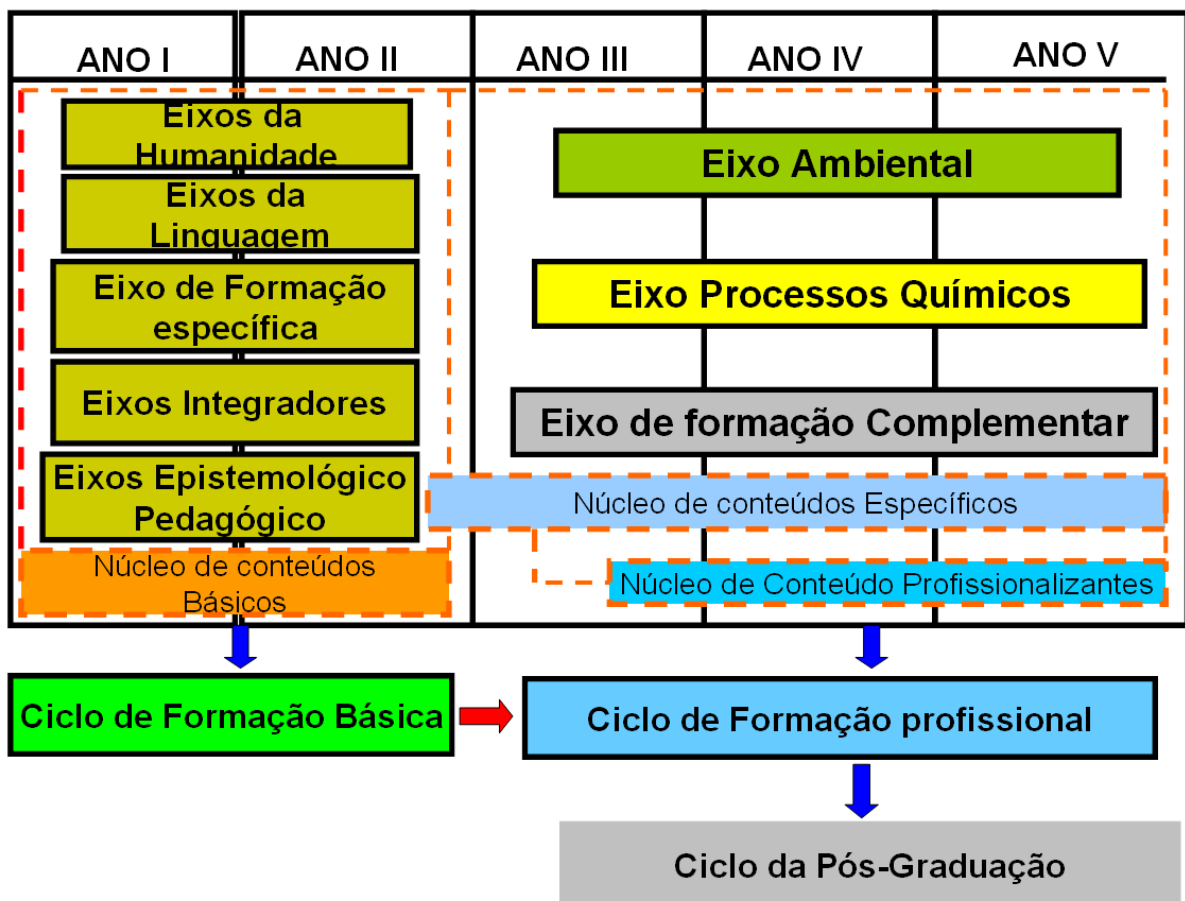 ANO I
ANO II
ANO III
ANO IV
ANO V
Eixos da
Humanidade
Eixos da
Linguagem
Eixo de Formação
específica
Eixos Integradores
Eixos Epistemológico
Pedagógico
Núcleo de conteúdos
Básicos
Eixo Ambiental
Eixo Processos Químicos
Eixo de formação Complementar
Núcleo de conteúdos Específicos
Núcleo de Conteúdo Profissionalizantes
Ciclo de Formação Básica
Ciclo de Formação profissional
Ciclo da Pós-Graduação